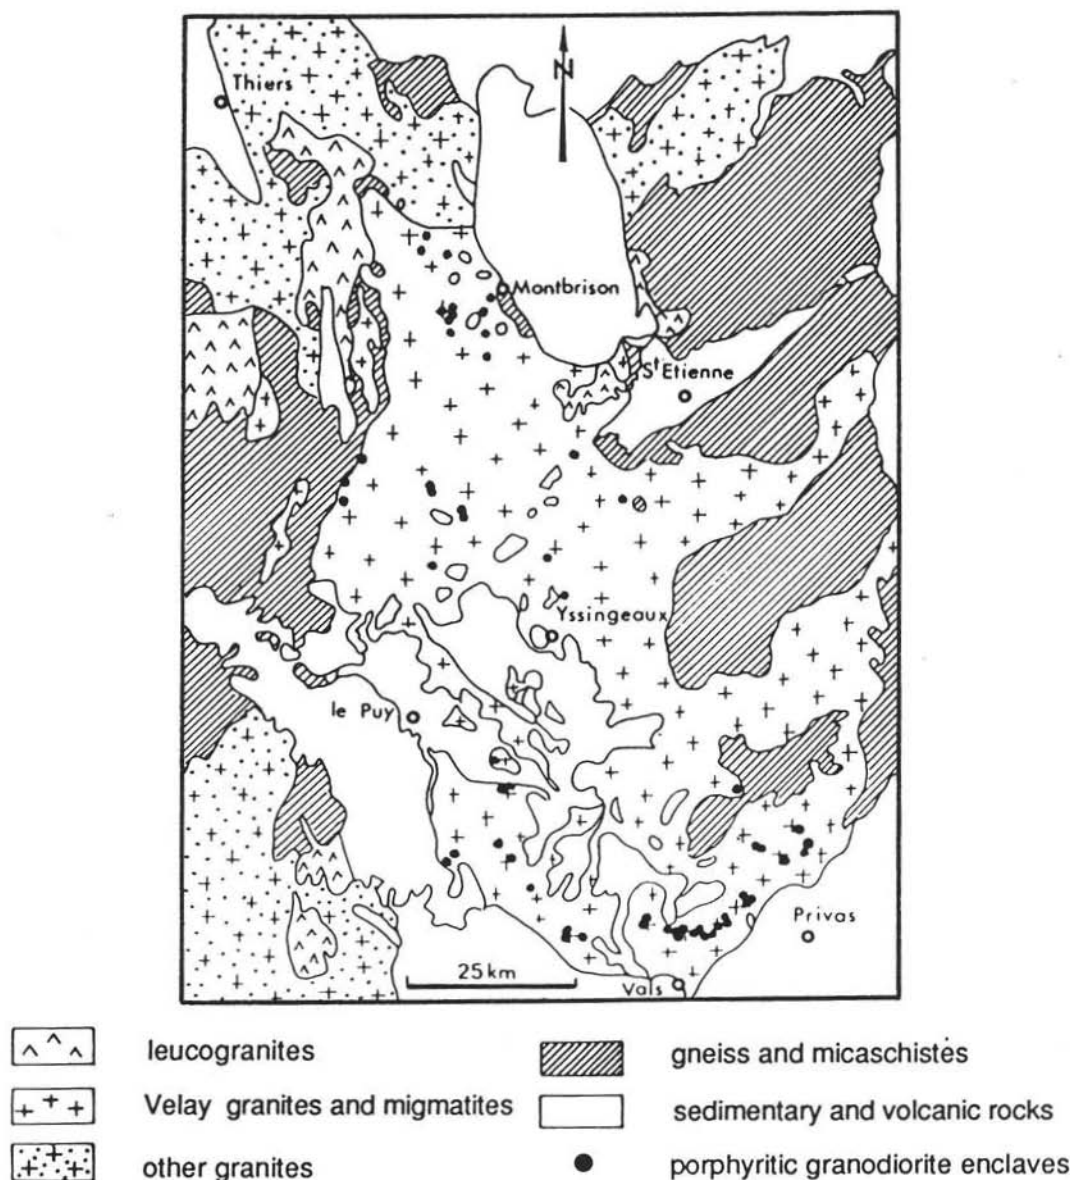 Thiers
N
Montbrison
St Etienne
Yssingeaux
le Puy
Privas
25 km
Vals
leucogranites
gneiss and micaschistes
Velay granites and migmatites
sedimentary and volcanic rocks
other granites
porphyritic granodiorite enclaves